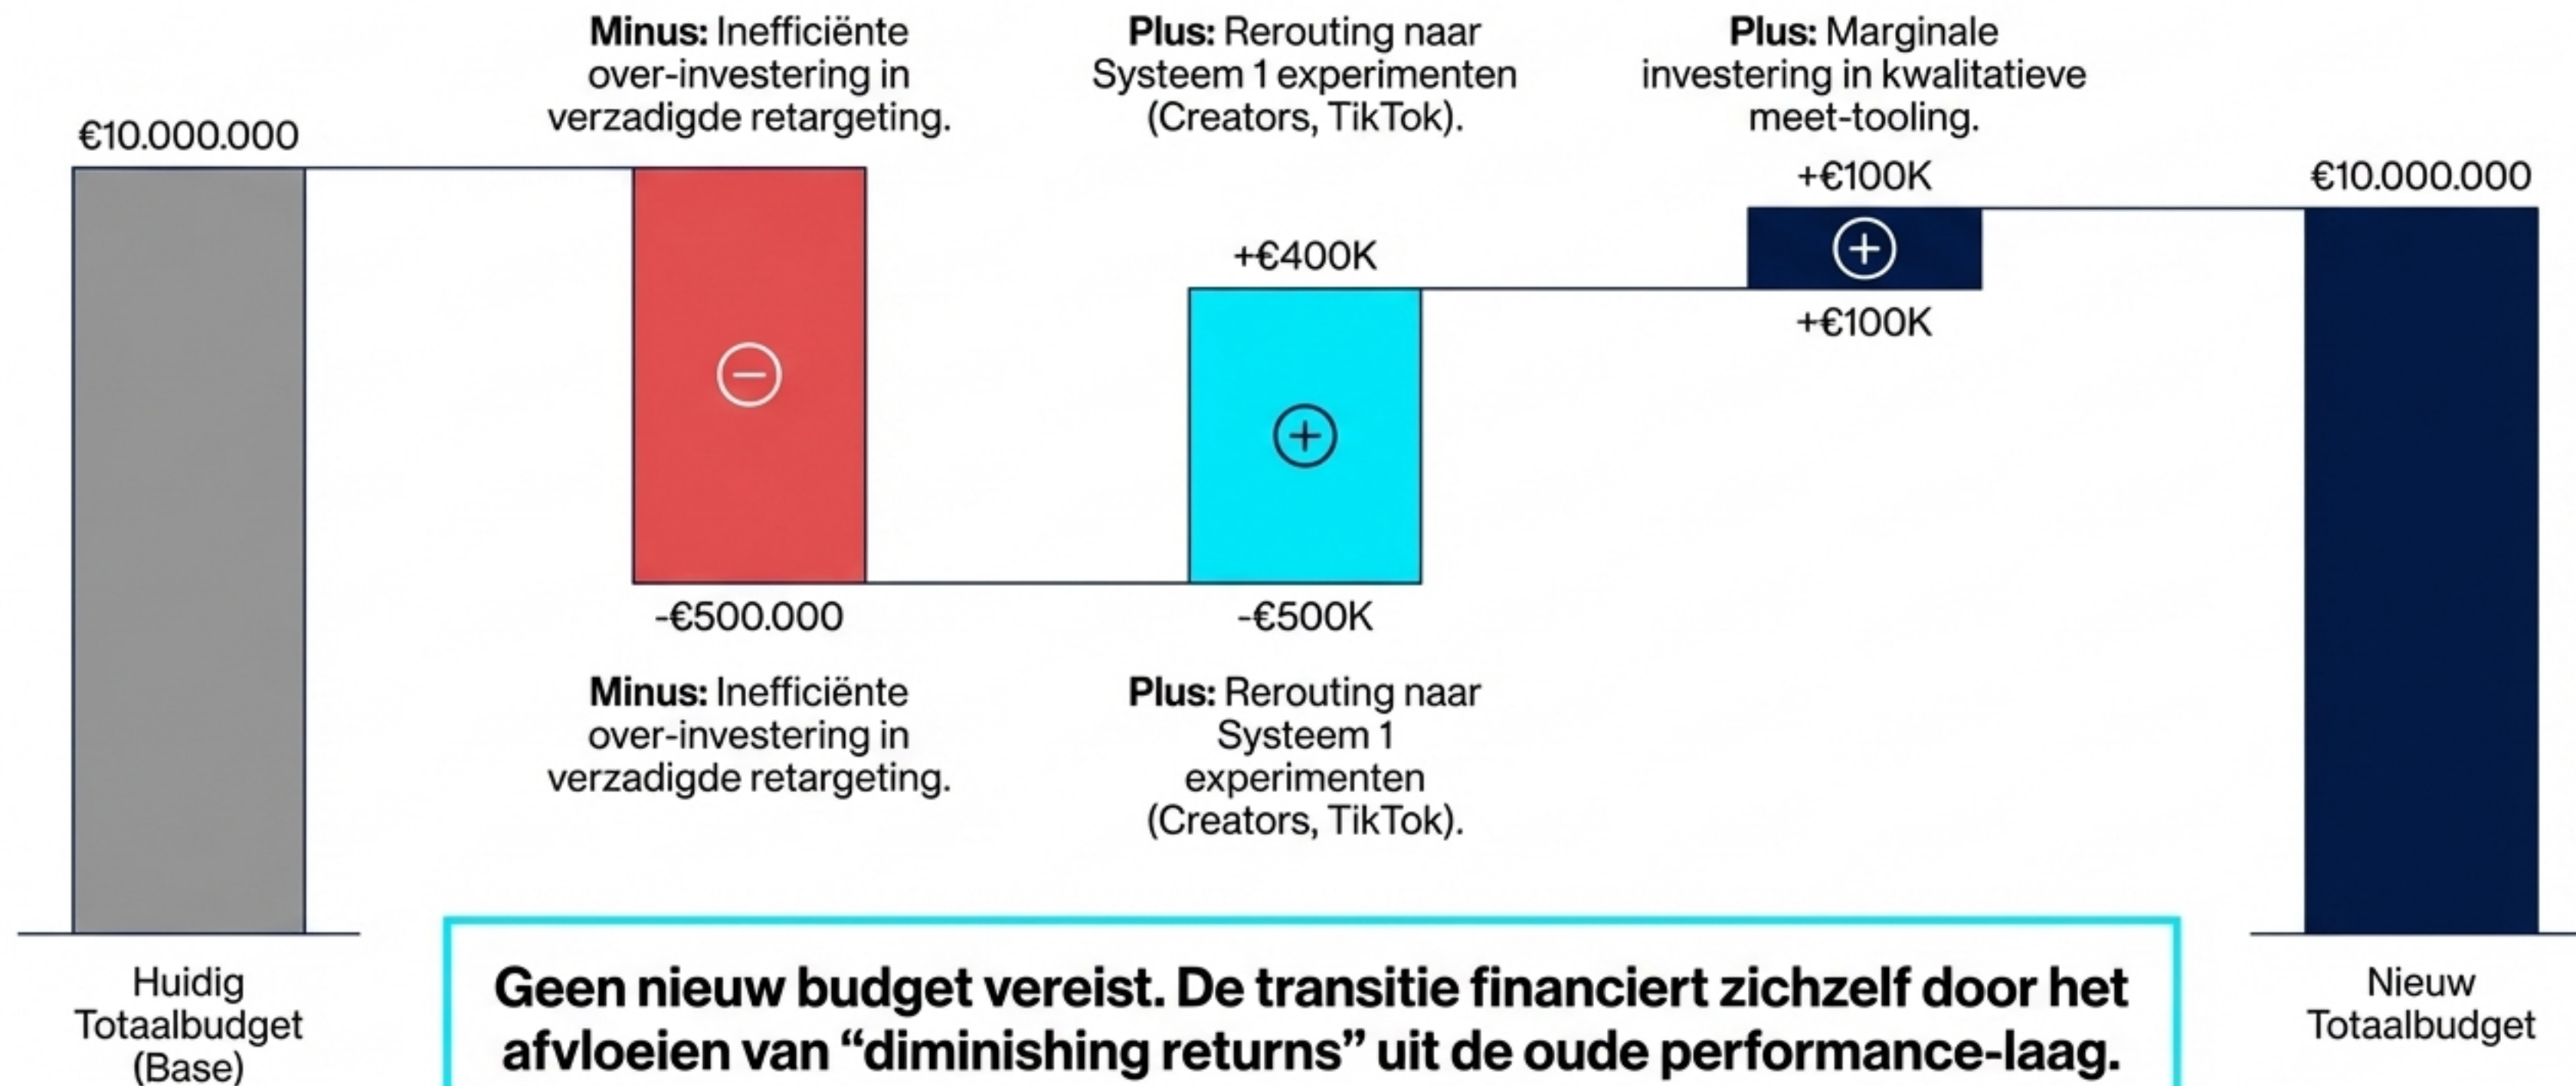 Minus: Inefficiënte
over-investering in
verzadigde retargeting.
Plus: Rerouting naar
Systeem 1 experimenten
(Creators, TikTok).
Plus: Marginale
investering in kwalitatieve
meet-tooling.
€10.000.000
+€100K
€10.000.000
+€400K
+€100K
-€500.000
-€500K
Minus: Inefficiënte
over-investering in
verzadigde retargeting.
Plus: Rerouting naar
Systeem 1
experimenten
(Creators, TikTok).
Huidig
Totaalbudget
(Base)
Geen nieuw budget vereist. De transitie financiert zichzelf door het
afvloeien van “diminishing returns” uit de oude performance-laag.
Nieuw
Totaalbudget